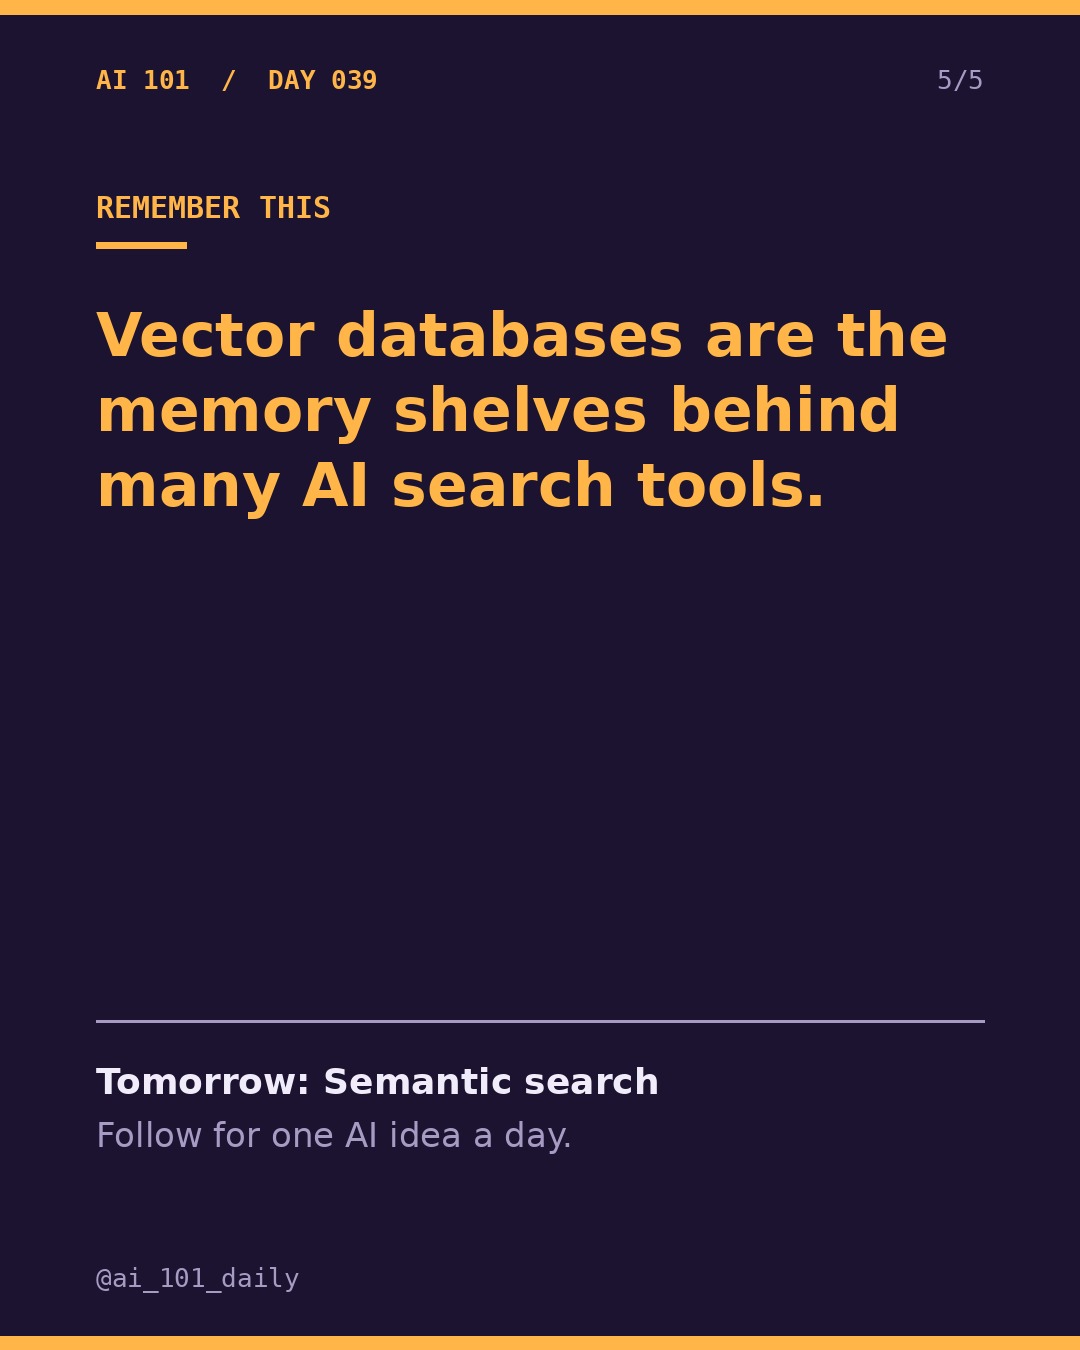 AI 101 / DAY 039
5/5
REMEMBER THIS
Vector databases are the
memory shelves behind
many AI search tools.
Tomorrow: Semantic search
Follow for one AI idea a day.
@ai_101_daily